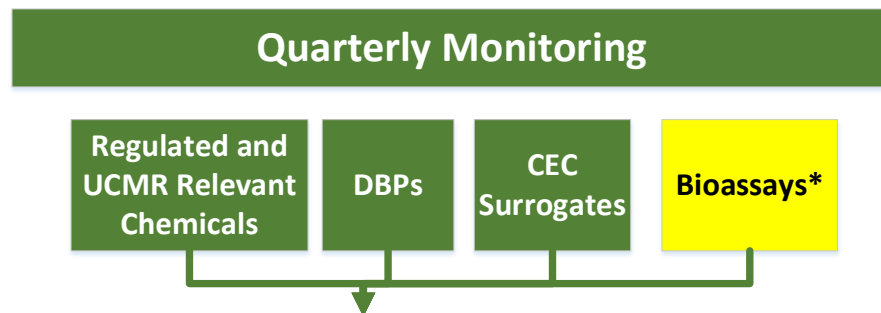 Quarterly Monitoring
Regulated and
UCMR Relevant
Chemicals
DBPs
CEC
Surrogates
Bioassays*